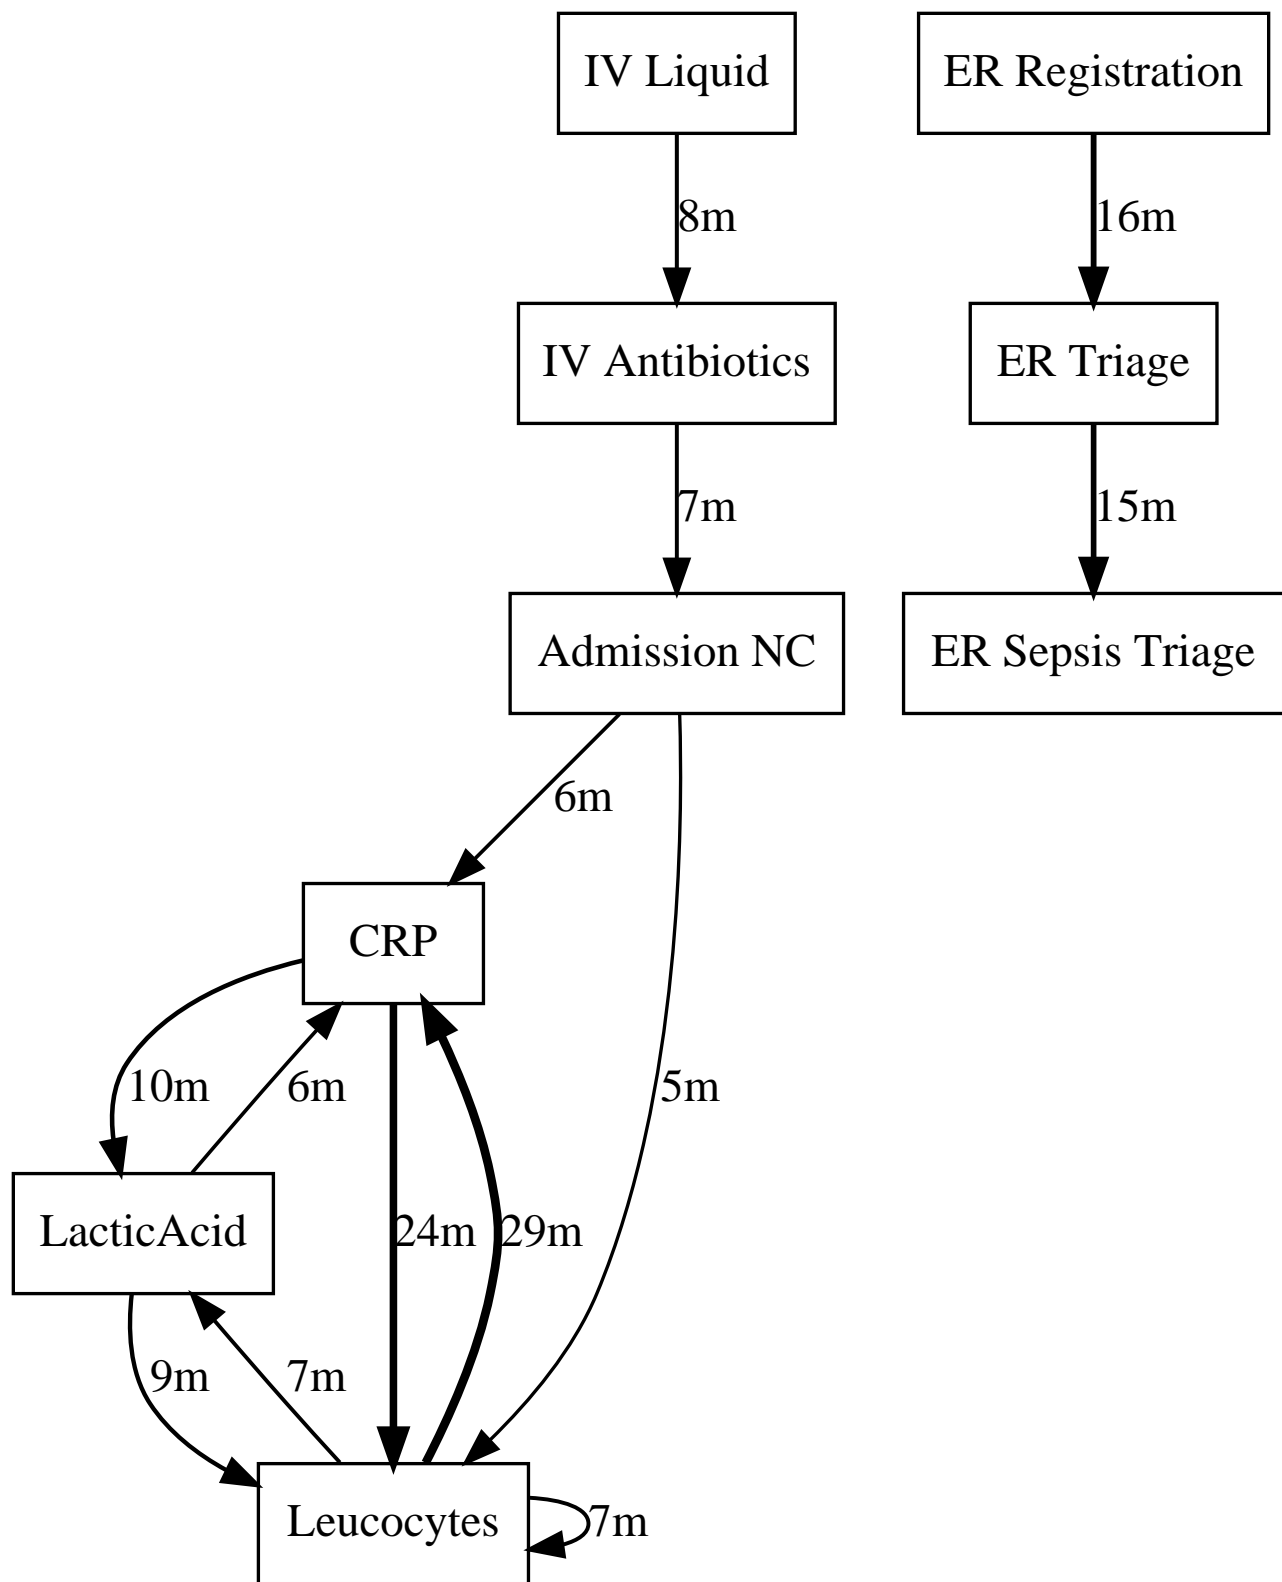 IV Liquid
ER Registration
8m
16m
IV Antibiotics
ER Triage
7m
15m
Admission NC
ER Sepsis Triage
6m
CRP
10m
6m
5m
LacticAcid
24m
29m
9m
7m
Leucocytes
7m